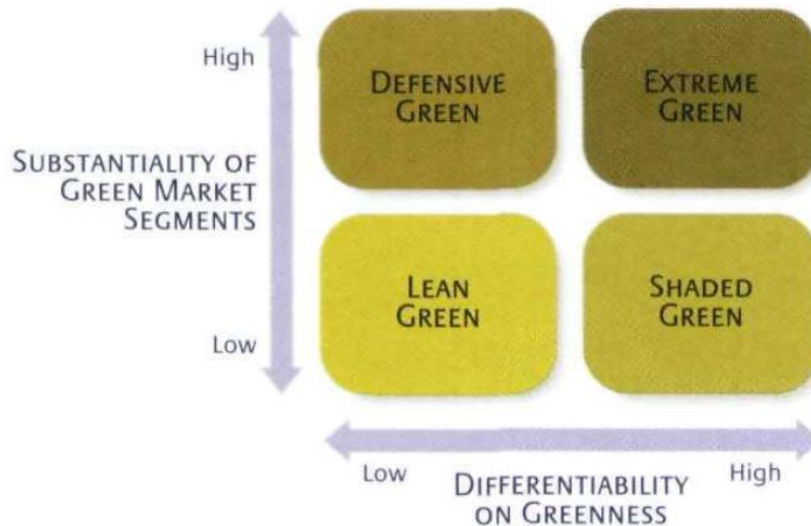 High
DEFENSIVE
GREEN
EXTREME
GREEN
SUBSTANTIALITY OF
GREEN MARKET
SEGMENTS
LEAN
GREEN
SHADED
GREEN
Low
Low
High
DIFFERENTIABILITY
ON GREENNESS